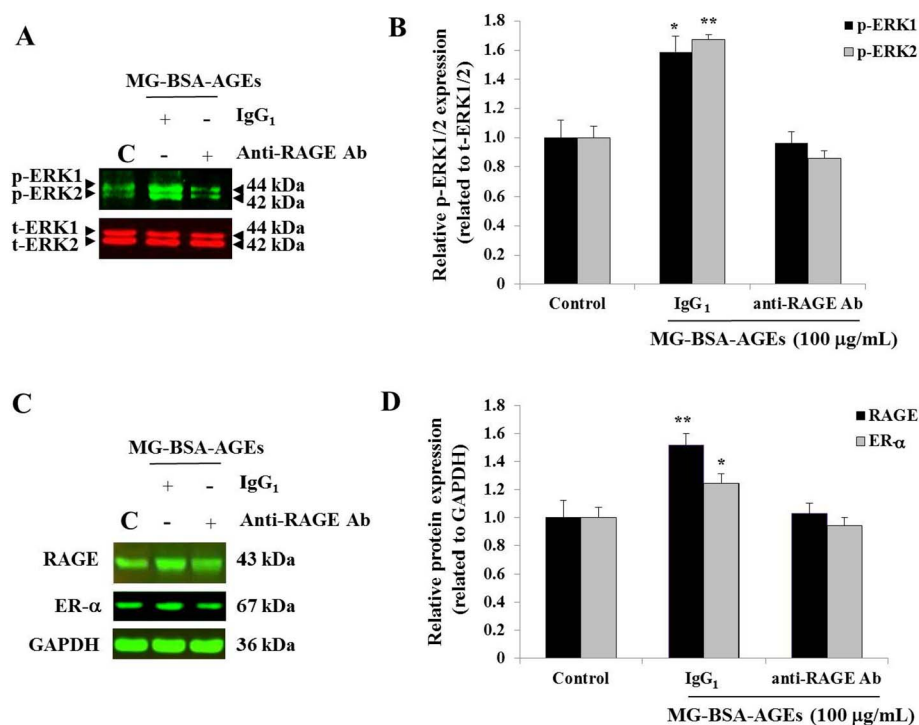 A
MG-BSA-AGEs
+ - IgG₁
C - + Anti-RAGE Ab
p-ERK1 44 kDa
p-ERK2 42 kDa
t-ERK1 44 kDa
t-ERK2 42 kDa
B
Relative p-ERK1/2 expression
(related to t-ERK1/2)
1.8
1.6
1.4
1.2
1.0
0.8
0.6
0.4
0.2
0
* **
p-ERK1
p-ERK2
Control IgG₁ anti-RAGE Ab
MG-BSA-AGEs (100 μg/mL)
C
MG-BSA-AGEs
+ - IgG₁
C - + Anti-RAGE Ab
RAGE 43 kDa
ER-α 67 kDa
GAPDH 36 kDa
D
Relative protein expression
(related to GAPDH)
1.8
1.6
1.4
1.2
1.0
0.8
0.6
0.4
0.2
0
**
*
RAGE
ER-α
Control IgG₁ anti-RAGE Ab
MG-BSA-AGEs (100 μg/mL)